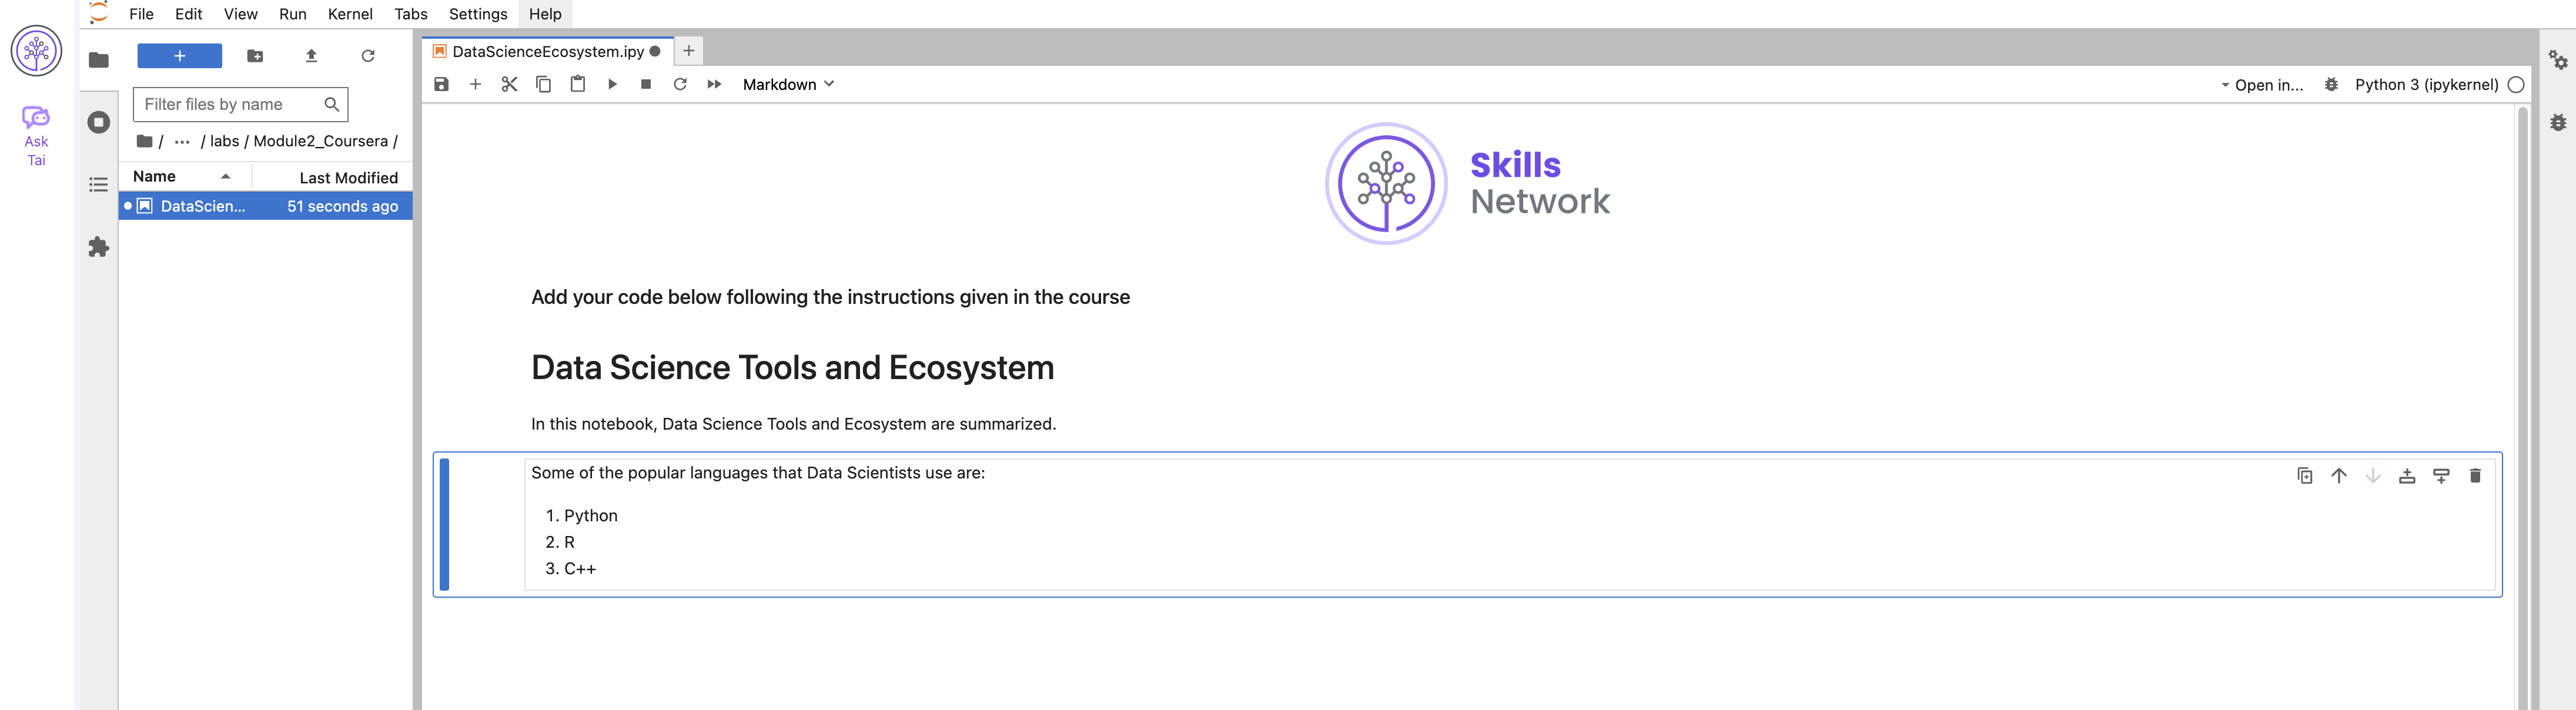 File Edit View Run Kernel Tabs Settings Help
Ask
Tai
+
Filter files by name
/ ... / labs / Module2_Coursera /
Name Last Modified
DataScien... 51 seconds ago
DataScienceEcosystem.ipy
Markdown
Open in... Python 3 (ipykernel)
Skills
Network
Add your code below following the instructions given in the course
Data Science Tools and Ecosystem
In this notebook, Data Science Tools and Ecosystem are summarized.
Some of the popular languages that Data Scientists use are:
1. Python
2. R
3. C++